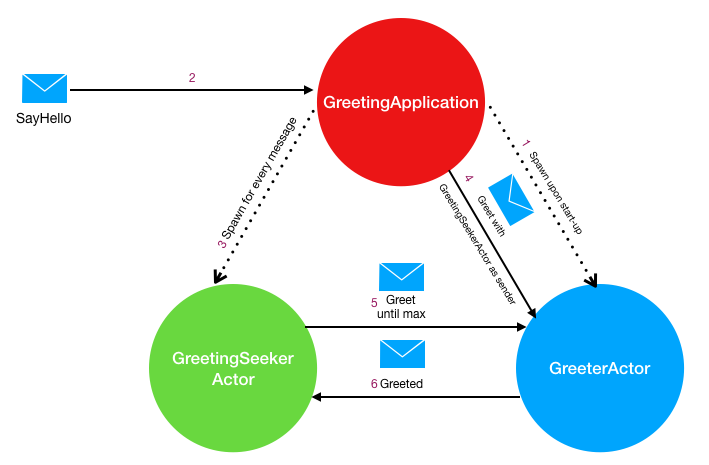 2
SayHello
GreetingApplication
1 Spawn upon start-up
3 Spawn for every message
4 Greet with
GreetingSeekerActor as sender
5 Greet
until max
GreetingSeeker
Actor
GreeterActor
6 Greeted